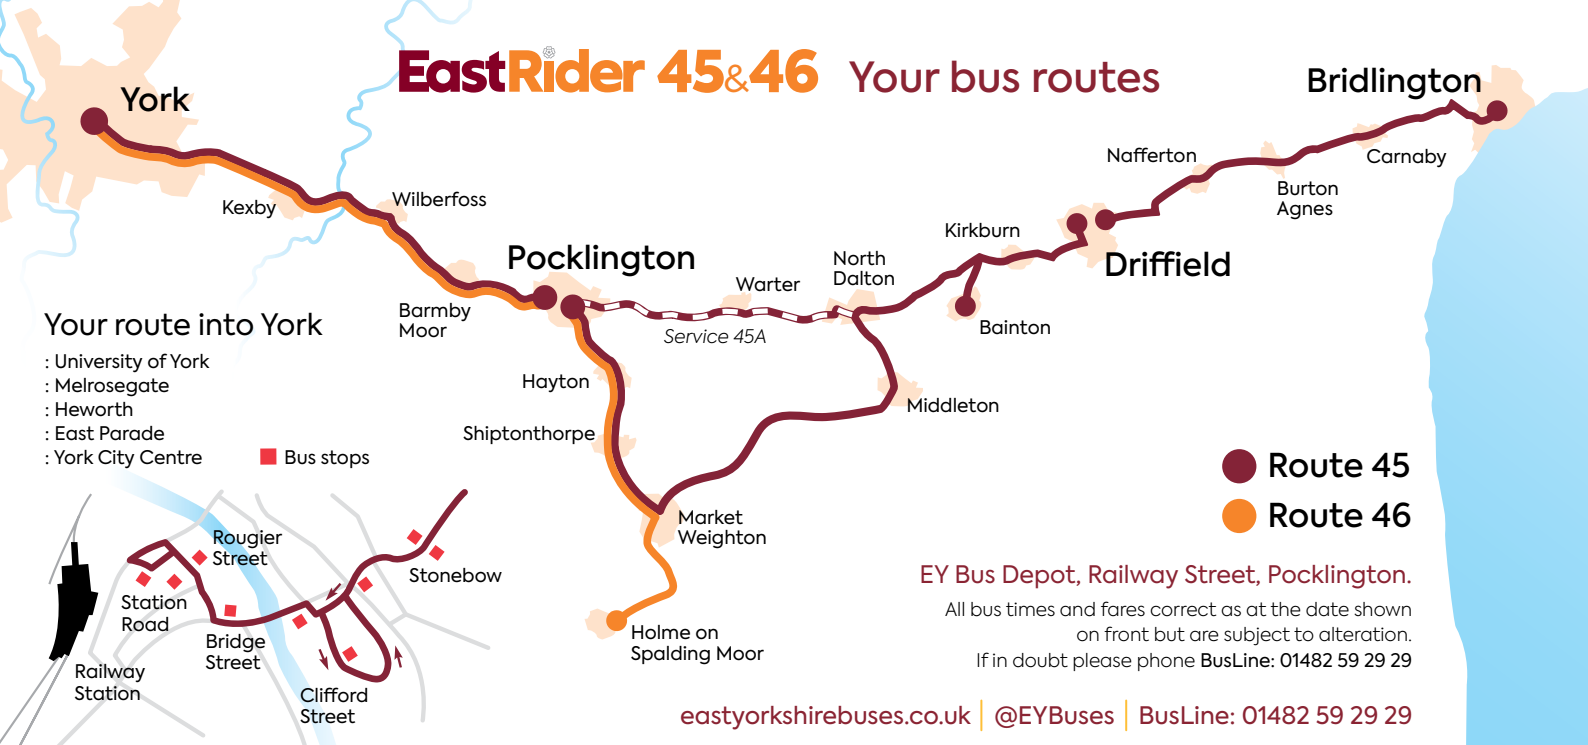 EastRider 45&46 Your bus routes
York
Bridlington
Nafferton
Carnaby
Burton
Agnes
Kexby
Wilberfoss
Kirkburn
Pocklington
North
Dalton
Driffield
Warter
Barmby
Moor
Service 45A
Bainton
Your route into York
: University of York
: Melrosegate
: Heworth
: East Parade
: York City Centre
Bus stops
Hayton
Middleton
Shiptonthorpe
Market
Weighton
Holme on
Spalding Moor
Route 45
Route 46
Rougier
Street
Stonebow
Station
Road
Bridge
Street
Railway
Station
Clifford
Street
EY Bus Depot, Railway Street, Pocklington.
All bus times and fares correct as at the date shown
on front but are subject to alteration.
If in doubt please phone BusLine: 01482 59 29 29
eastyorkshirebuses.co.uk | @EYBuses | BusLine: 01482 59 29 29